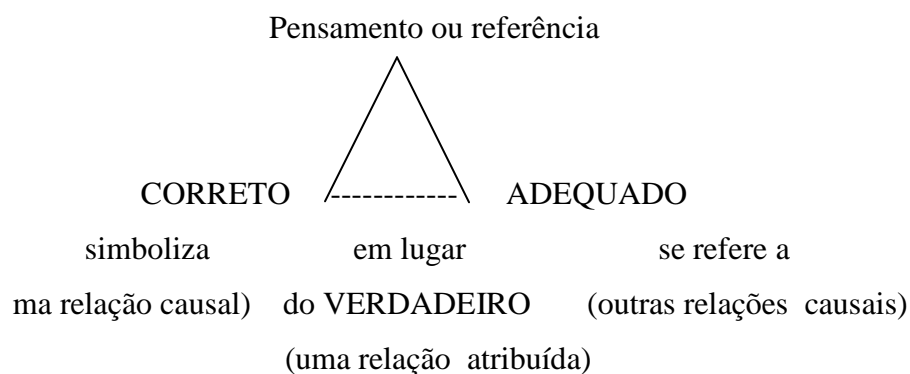 Pensamento ou referência
CORRETO ADEQUADO
simboliza em lugar se refere a
ma relação causal) do VERDADEIRO (outras relações causais)
(uma relação atribuída)